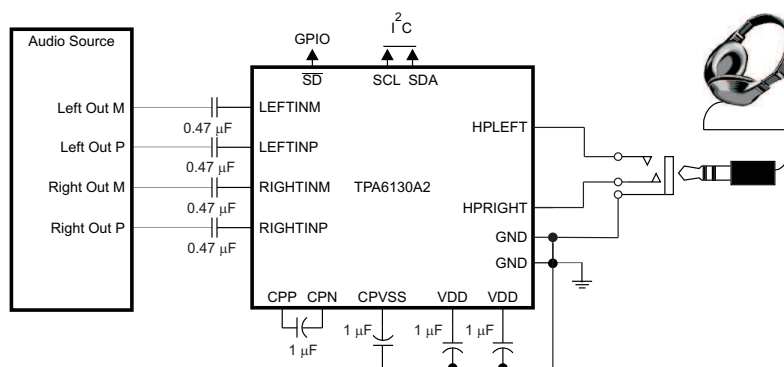 Audio Source
GPIO
I2C
SD
SCL SDA
Left Out M
0.47 μF
LEFTINM
Left Out P
0.47 μF
LEFTINP
Right Out M
0.47 μF
RIGHTINM
Right Out P
0.47 μF
RIGHTINP
TPA6130A2
HPLEFT
HPRIGHT
GND
GND
CPP CPN CPVSS VDD VDD
1 μF
1 μF
1 μF
1 μF